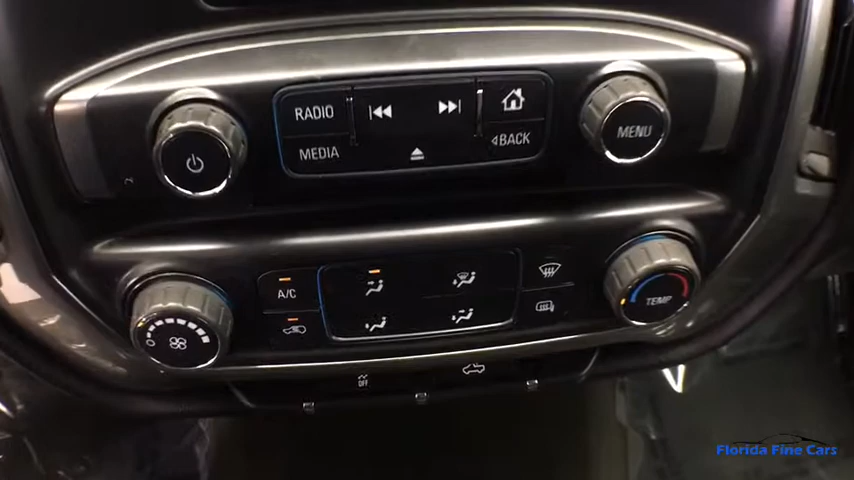 RADIO
BACK
MEDIA
MENU
A/C
TEMP
OFF
Florida Fine Cars